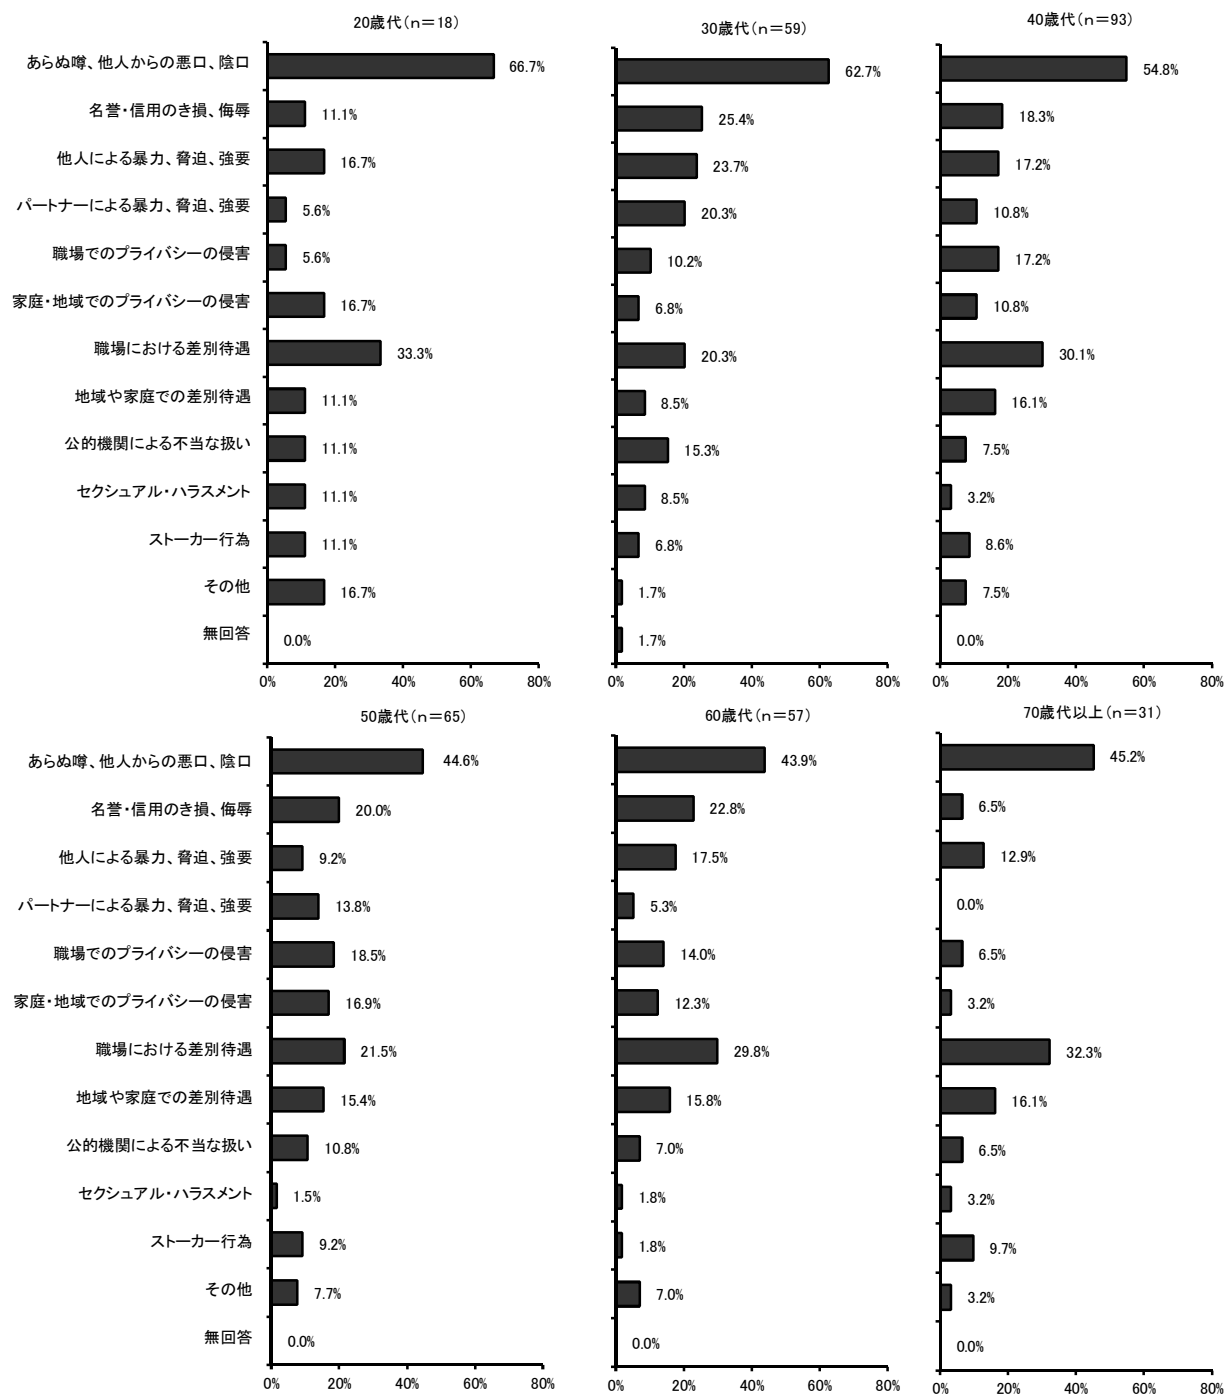 20歳代(n=18)
30歳代(n=59)
40歳代(n=93)
あらぬ噂、他人からの悪口、陰口 66.7% 62.7% 54.8%
名誉・信用のき損、侮辱 11.1% 25.4% 18.3%
他人による暴力、脅迫、強要 16.7% 23.7% 17.2%
パートナーによる暴力、脅迫、強要 5.6% 20.3% 10.8%
職場でのプライバシーの侵害 5.6% 10.2% 17.2%
家庭・地域でのプライバシーの侵害 16.7% 6.8% 10.8%
職場における差別待遇 33.3% 20.3% 30.1%
地域や家庭での差別待遇 11.1% 8.5% 16.1%
公的機関による不当な扱い 11.1% 15.3% 7.5%
セクシュアル・ハラスメント 11.1% 8.5% 3.2%
ストーカー行為 11.1% 6.8% 8.6%
その他 16.7% 1.7% 7.5%
無回答 0.0% 1.7% 0.0%
0% 20% 40% 60% 80% 0% 20% 40% 60% 80% 0% 20% 40% 60% 80%
50歳代(n=65)
60歳代(n=57)
70歳代以上(n=31)
あらぬ噂、他人からの悪口、陰口 44.6% 43.9% 45.2%
名誉・信用のき損、侮辱 20.0% 22.8% 6.5%
他人による暴力、脅迫、強要 9.2% 17.5% 12.9%
パートナーによる暴力、脅迫、強要 13.8% 5.3% 0.0%
職場でのプライバシーの侵害 18.5% 14.0% 6.5%
家庭・地域でのプライバシーの侵害 16.9% 12.3% 3.2%
職場における差別待遇 21.5% 29.8% 32.3%
地域や家庭での差別待遇 15.4% 15.8% 16.1%
公的機関による不当な扱い 10.8% 7.0% 6.5%
セクシュアル・ハラスメント 1.5% 1.8% 3.2%
ストーカー行為 9.2% 1.8% 9.7%
その他 7.7% 7.0% 3.2%
無回答 0.0% 0.0% 0.0%
0% 20% 40% 60% 80% 0% 20% 40% 60% 80% 0% 20% 40% 60% 80%